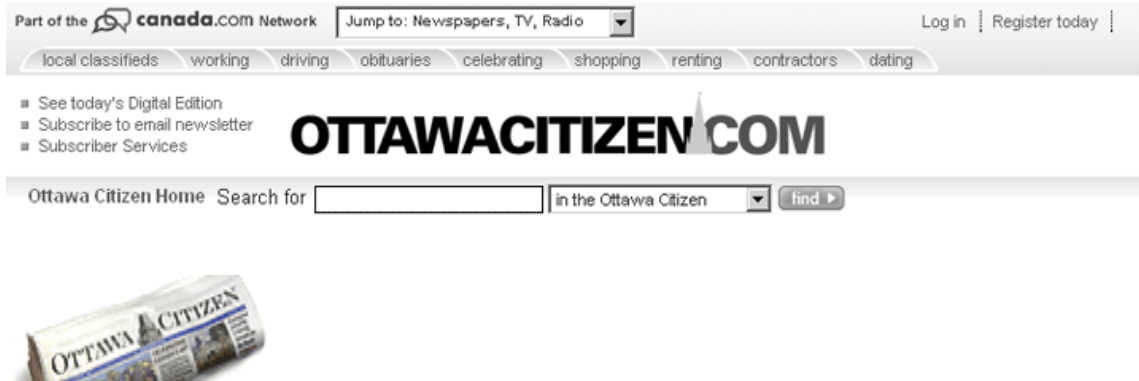 Part of the canada.com Network Jump to: Newspapers, TV, Radio Log in Register today
local classifieds working driving obituaries celebrating shopping renting contractors dating
See today's Digital Edition
Subscribe to email newsletter
Subscriber Services
OTTAWACITIZEN.COM
Ottawa Citizen Home Search for in the Ottawa Citizen find
OTTAWA CITIZEN